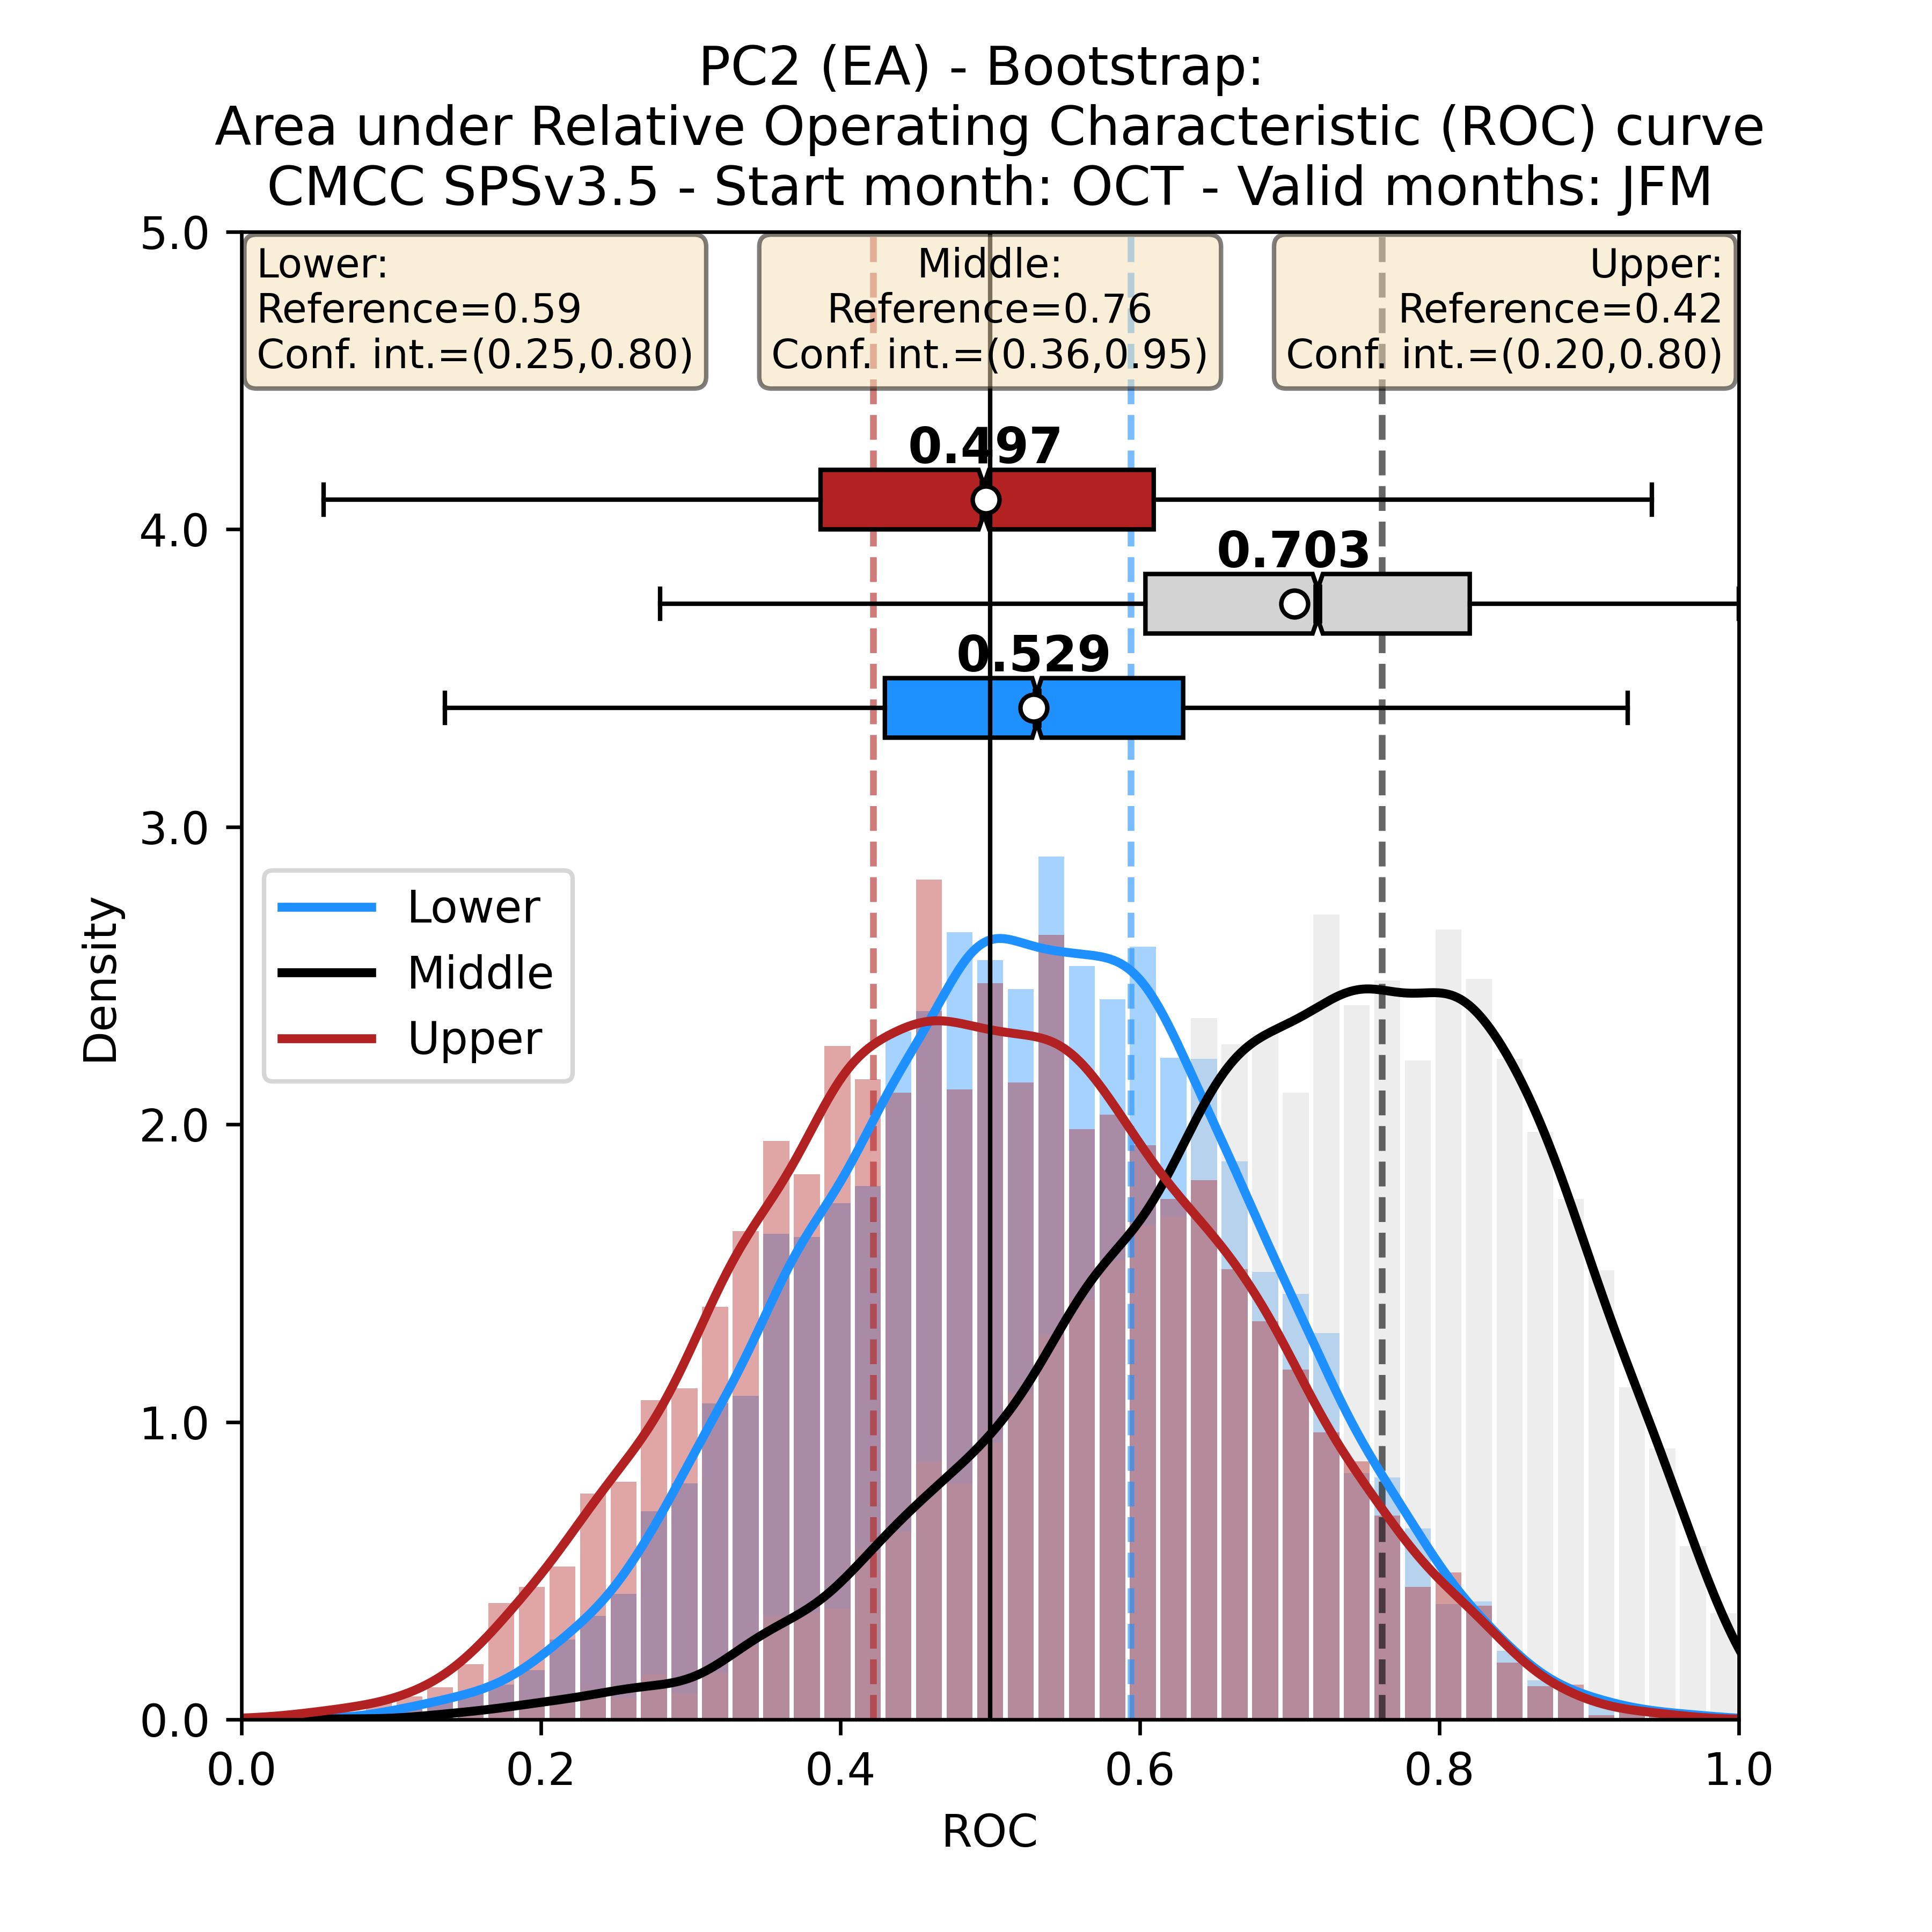 PC2 (EA) - Bootstrap:
Area under Relative Operating Characteristic (ROC) curve
CMCC SPSv3.5 - Start month: OCT - Valid months: JFM
5.0
4.0
3.0
2.0
1.0
0.0
Density
Lower:
Reference=0.59
Conf. int.=(0.25,0.80)
Middle:
Reference=0.76
Conf. int.=(0.36,0.95)
Upper:
Reference=0.42
Conf. int.=(0.20,0.80)
0.497
0.703
0.529
Lower
Middle
Upper
0.0
0.2
0.4
0.6
0.8
1.0
ROC